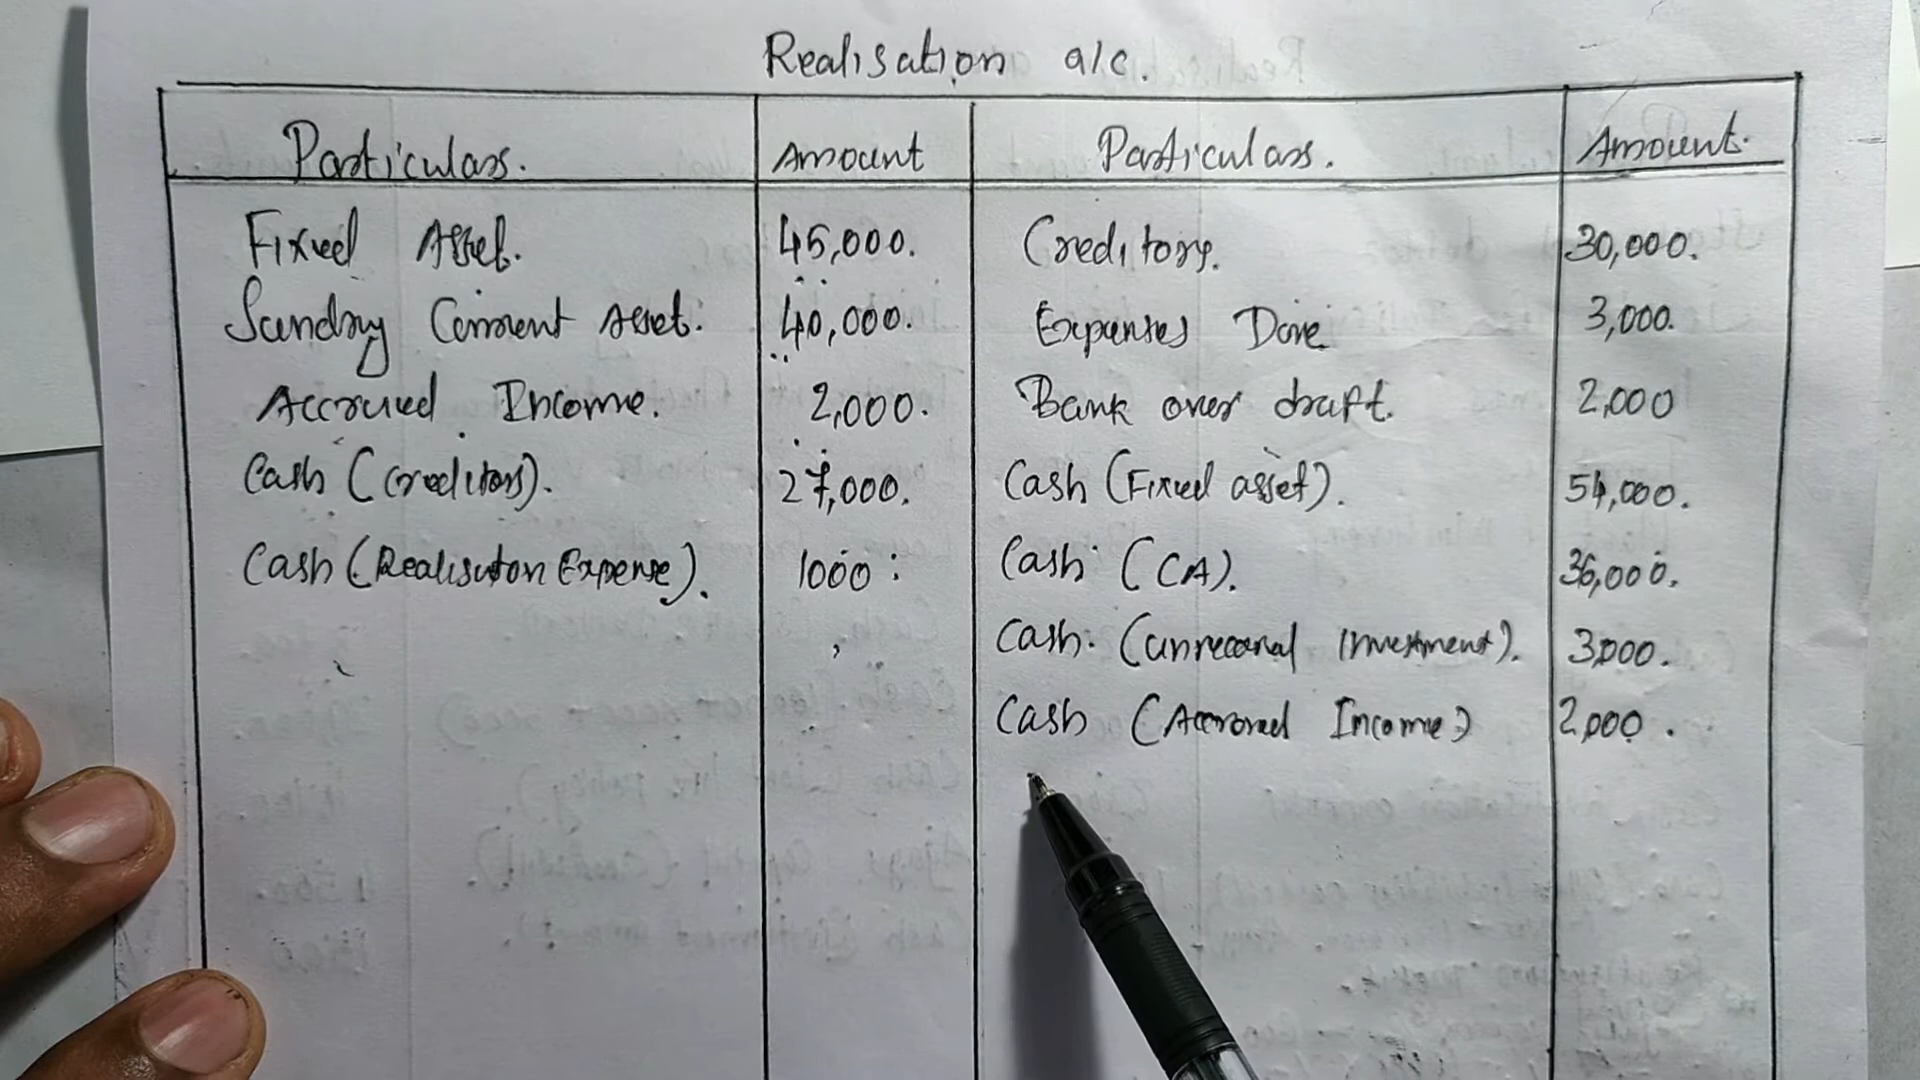 Realisation a/c.
Particulars. Amount Particulars. Amount.
Fixed Asset. 45,000. Creditors. 30,000.
Sundry Current Asset. 40,000. Expenses Due 3,000.
Accrued Income. 2,000. Bank over draft. 2,000
Cash (Creditors). 27,000. Cash (Fixed asset). 54,000.
Cash (Realisation Expense). 1000 Cash (CA). 36,000.
Cash (unrecorded Investment). 3,000.
Cash (Accrued Income) 2,000.